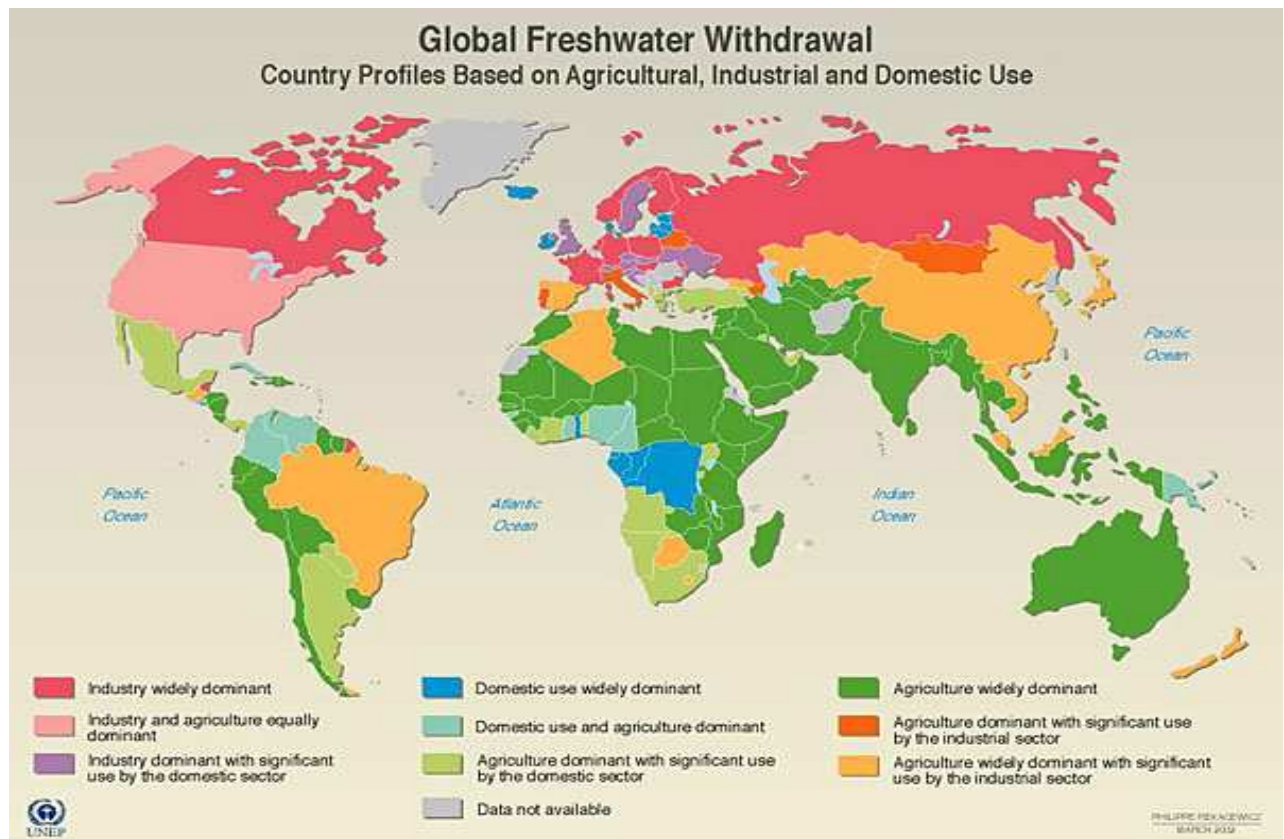 Global Freshwater Withdrawal
Country Profiles Based on Agricultural, Industrial and Domestic Use
Pacific
Ocean
Pacific
Ocean
Atlantic
Ocean
Indian
Ocean
Industry widely dominant
Industry and agriculture equally
dominant
Industry dominant with significant
use by the domestic sector
Domestic use widely dominant
Domestic use and agriculture dominant
Agriculture dominant with significant use
by the domestic sector
Data not available
Agriculture widely dominant
Agriculture dominant with significant use
by the industrial sector
Agriculture widely dominant with significant
use by the industrial sector
UNEP
PHILIPPE REKACEWICZ
MARCH 2002